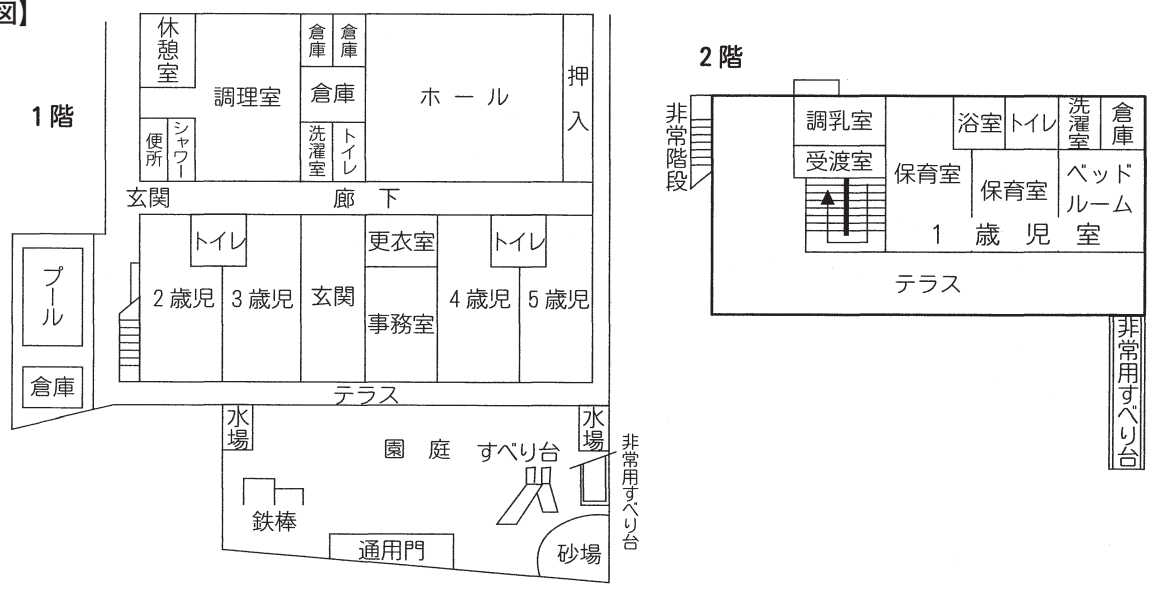 図】
1階
休憩室
調理室
倉庫
倉庫
倉庫
ホール
押入
便所
シャワー
洗濯室
トイレ
玄関
廊下
トイレ
更衣室
トイレ
プール
2歳児
3歳児
玄関
事務室
4歳児
5歳児
倉庫
テラス
水場
園庭
すべり台
水場
非常用すべり台
鉄棒
通用門
砂場
2階
非常階段
調乳室
受渡室
保育室
浴室
トイレ
洗濯室
倉庫
保育室
ベッドルーム
1歳児室
テラス
非常用すべり台